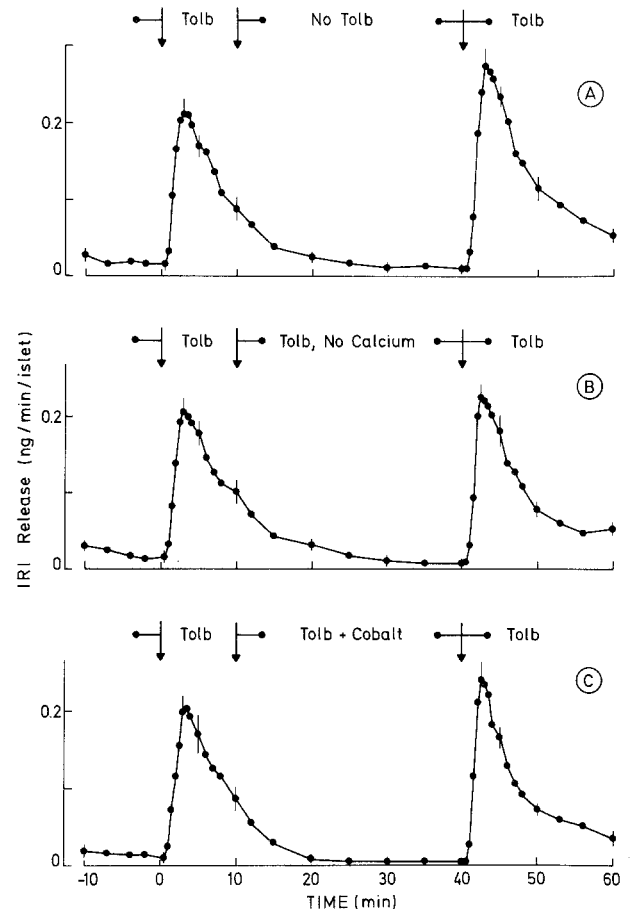 Tolb No Tolb Tolb
A
0.2
0
Tolb Tolb, No Calcium Tolb
B
0.2
0
IRI Release (ng/min/islet)
Tolb Tolb + Cobalt Tolb
C
0.2
0
-10 0 10 20 30 40 50 60
TIME (min)